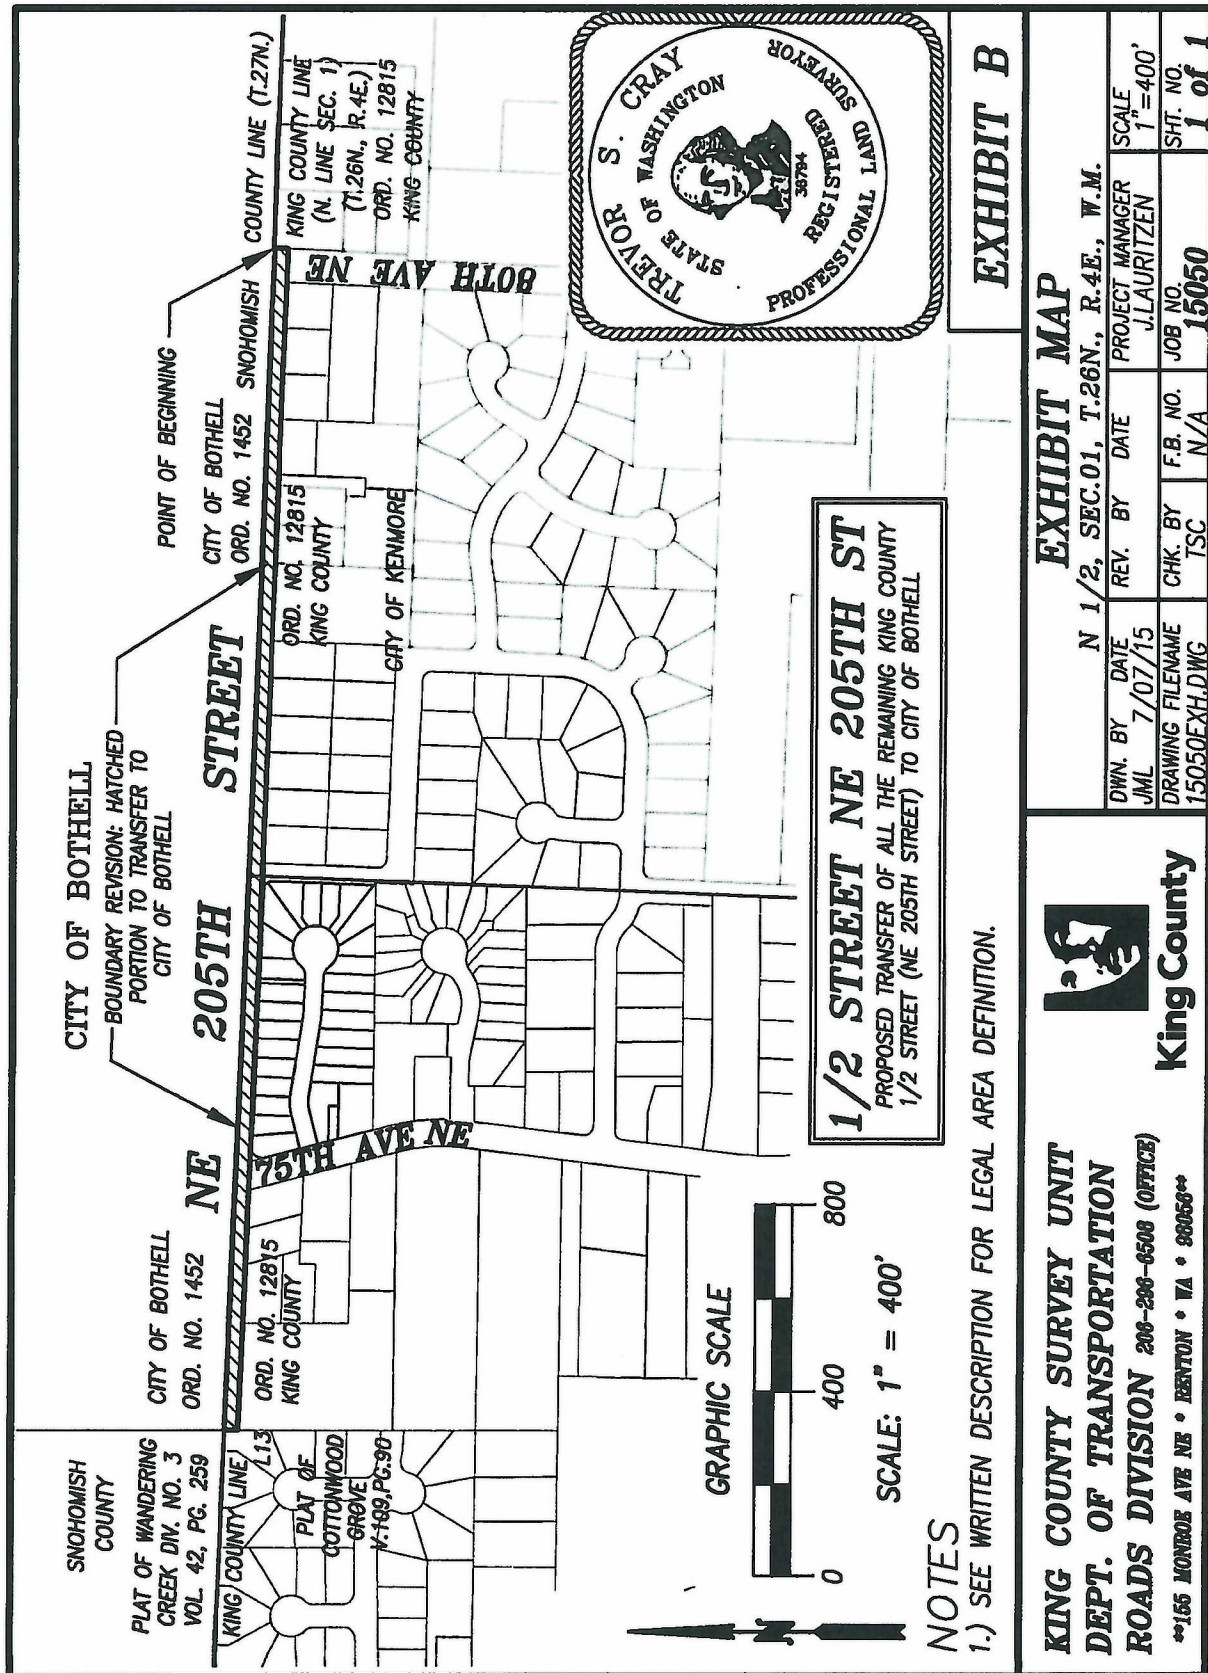 SNOHOMISH
COUNTY
PLAT OF WANDERING
CREEK DIV. NO. 3
VOL. 42, PG. 259
KING COUNTY LINE
L13
PLAT OF
COTTONWOOD
GROVE
V.109,PG.90
CITY OF BOTHELL
ORD. NO. 1452
ORD. NO. 12815
KING COUNTY
CITY OF BOTHELL
BOUNDARY REVISION: HATCHED
PORTION TO TRANSFER TO
CITY OF BOTHELL
NE 205TH STREET
75TH AVE NE
POINT OF BEGINNING
CITY OF BOTHELL
ORD. NO. 1452
SNOHOMISH COUNTY LINE (T.27N.)
ORD. NO. 12815
KING COUNTY
CITY OF KENMORE
80TH AVE NE
KING COUNTY LINE
(N. LINE SEC. 1)
(T.26N., R.4E.)
ORD. NO. 12815
KING COUNTY
TREVOR S. CRAY
STATE OF WASHINGTON
38794
REGISTERED
PROFESSIONAL LAND SURVEYOR
GRAPHIC SCALE
0 400 800
SCALE: 1" = 400'
N
1/2 STREET NE 205TH ST
PROPOSED TRANSFER OF ALL THE REMAINING KING COUNTY
1/2 STREET (NE 205TH STREET) TO CITY OF BOTHELL
NOTES
1.) SEE WRITTEN DESCRIPTION FOR LEGAL AREA DEFINITION.
EXHIBIT B
KING COUNTY SURVEY UNIT
DEPT. OF TRANSPORTATION
ROADS DIVISION 206-296-6508 (OFFICE)
**155 MONROE AVE NE * RENTON * WA * 98056**
King County
EXHIBIT MAP
N 1/2, SEC.01, T.26N., R.4E., W.M.
DWN. BY DATE
JML 7/07/15
REV. BY DATE
PROJECT MANAGER
J.LAURITZEN
SCALE
1"=400'
DRAWING FILENAME
15050EXH.DWG
CHK. BY
TSC
F.B. NO.
N/A
JOB NO.
15050
SHT. NO.
1 of 1